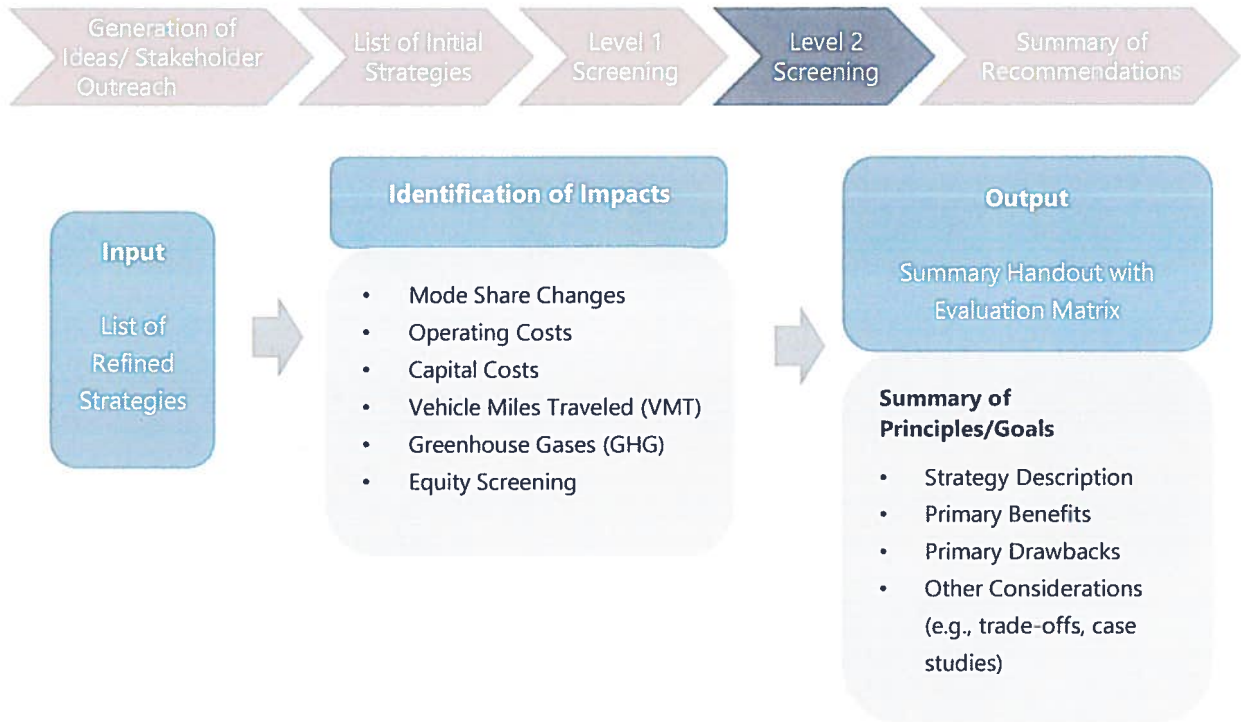 Generation of
Ideas/ Stakeholder
Outreach
List of Initial
Strategies
Level 1
Screening
Level 2
Screening
Summary of
Recommendations
Input
List of
Refined
Strategies
Identification of Impacts
• Mode Share Changes
• Operating Costs
• Capital Costs
• Vehicle Miles Traveled (VMT)
• Greenhouse Gases (GHG)
• Equity Screening
Output
Summary Handout with
Evaluation Matrix
Summary of
Principles/Goals
• Strategy Description
• Primary Benefits
• Primary Drawbacks
• Other Considerations
(e.g., trade-offs, case
studies)